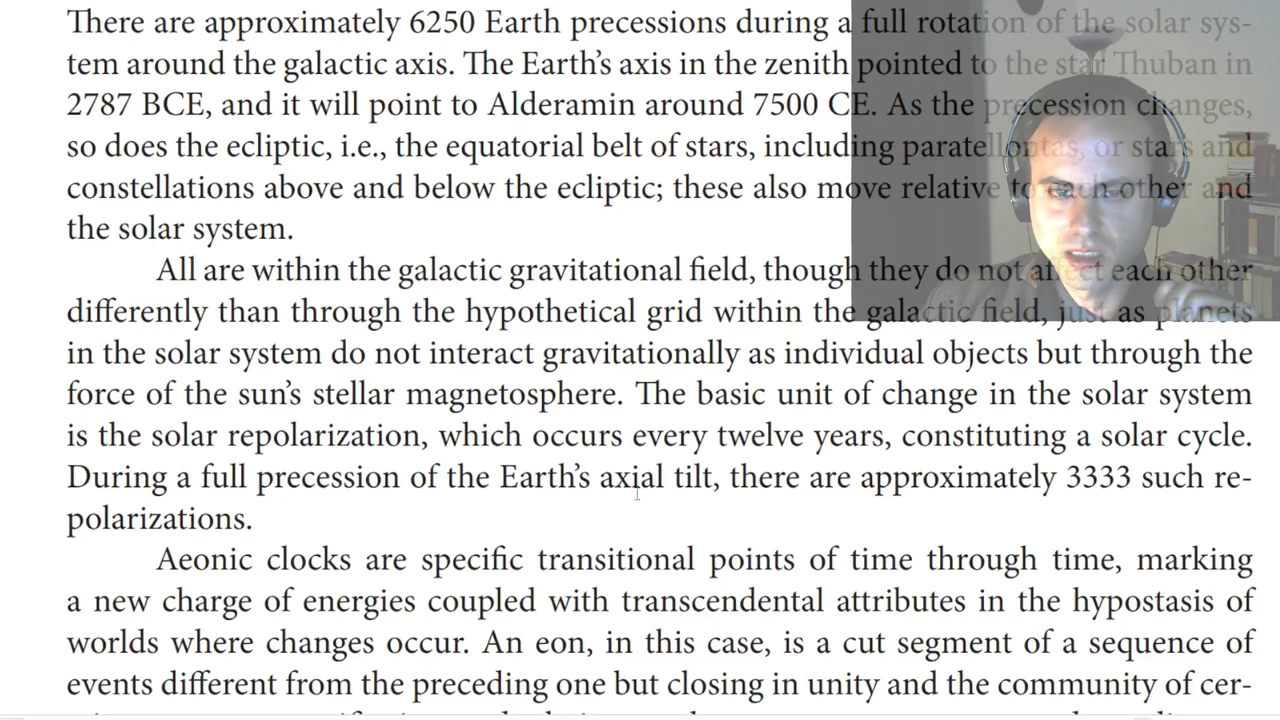 There are approximately 6250 Earth precessions during a full rotation of the solar sys-
tem around the galactic axis. The Earth's axis in the zenith pointed to the star Thuban in
2787 BCE, and it will point to Alderamin around 7500 CE. As the precession changes,
so does the ecliptic, i.e., the equatorial belt of stars, including paratellontas, or stars and
constellations above and below the ecliptic; these also move relative to each other and
the solar system.
All are within the galactic gravitational field, though they do not affect each other
differently than through the hypothetical grid within the galactic field, just as planets
in the solar system do not interact gravitationally as individual objects but through the
force of the sun's stellar magnetosphere. The basic unit of change in the solar system
is the solar repolarization, which occurs every twelve years, constituting a solar cycle.
During a full precession of the Earth's axial tilt, there are approximately 3333 such re-
polarizations.
Aeonic clocks are specific transitional points of time through time, marking
a new charge of energies coupled with transcendental attributes in the hypostasis of
worlds where changes occur. An eon, in this case, is a cut segment of a sequence of
events different from the preceding one but closing in unity and the community of cer-